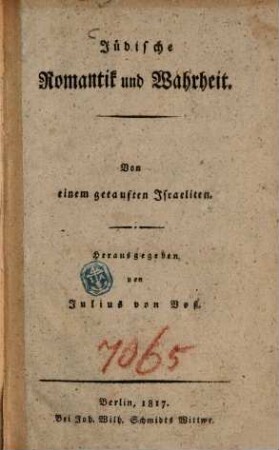 Jüdische
Romantik und Wahrheit.
Von
einem getauften Israeliten.
Herausgegeben
von
Julius von Voß.
7065
Berlin, 1817.
Bei Joh. Wilh. Schmidts Wittwe.